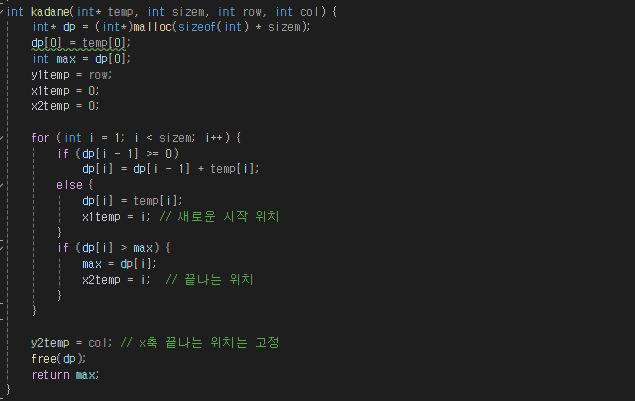 int kadane(int* temp, int sizem, int row, int col) {
    int* dp = (int*)malloc(sizeof(int) * sizem);
    dp[0] = temp[0];
    int max = dp[0];
    y1temp = row;
    x1temp = 0;
    x2temp = 0;

    for (int i = 1; i < sizem; i++) {
        if (dp[i - 1] >= 0)
            dp[i] = dp[i - 1] + temp[i];
        else {
            dp[i] = temp[i];
            x1temp = i; // 새로운 시작 위치
        }
        if (dp[i] > max) {
            max = dp[i];
            x2temp = i;  // 끝나는 위치
        }
    }

    y2temp = col; // x축 끝나는 위치는 고정
    free(dp);
    return max;
}